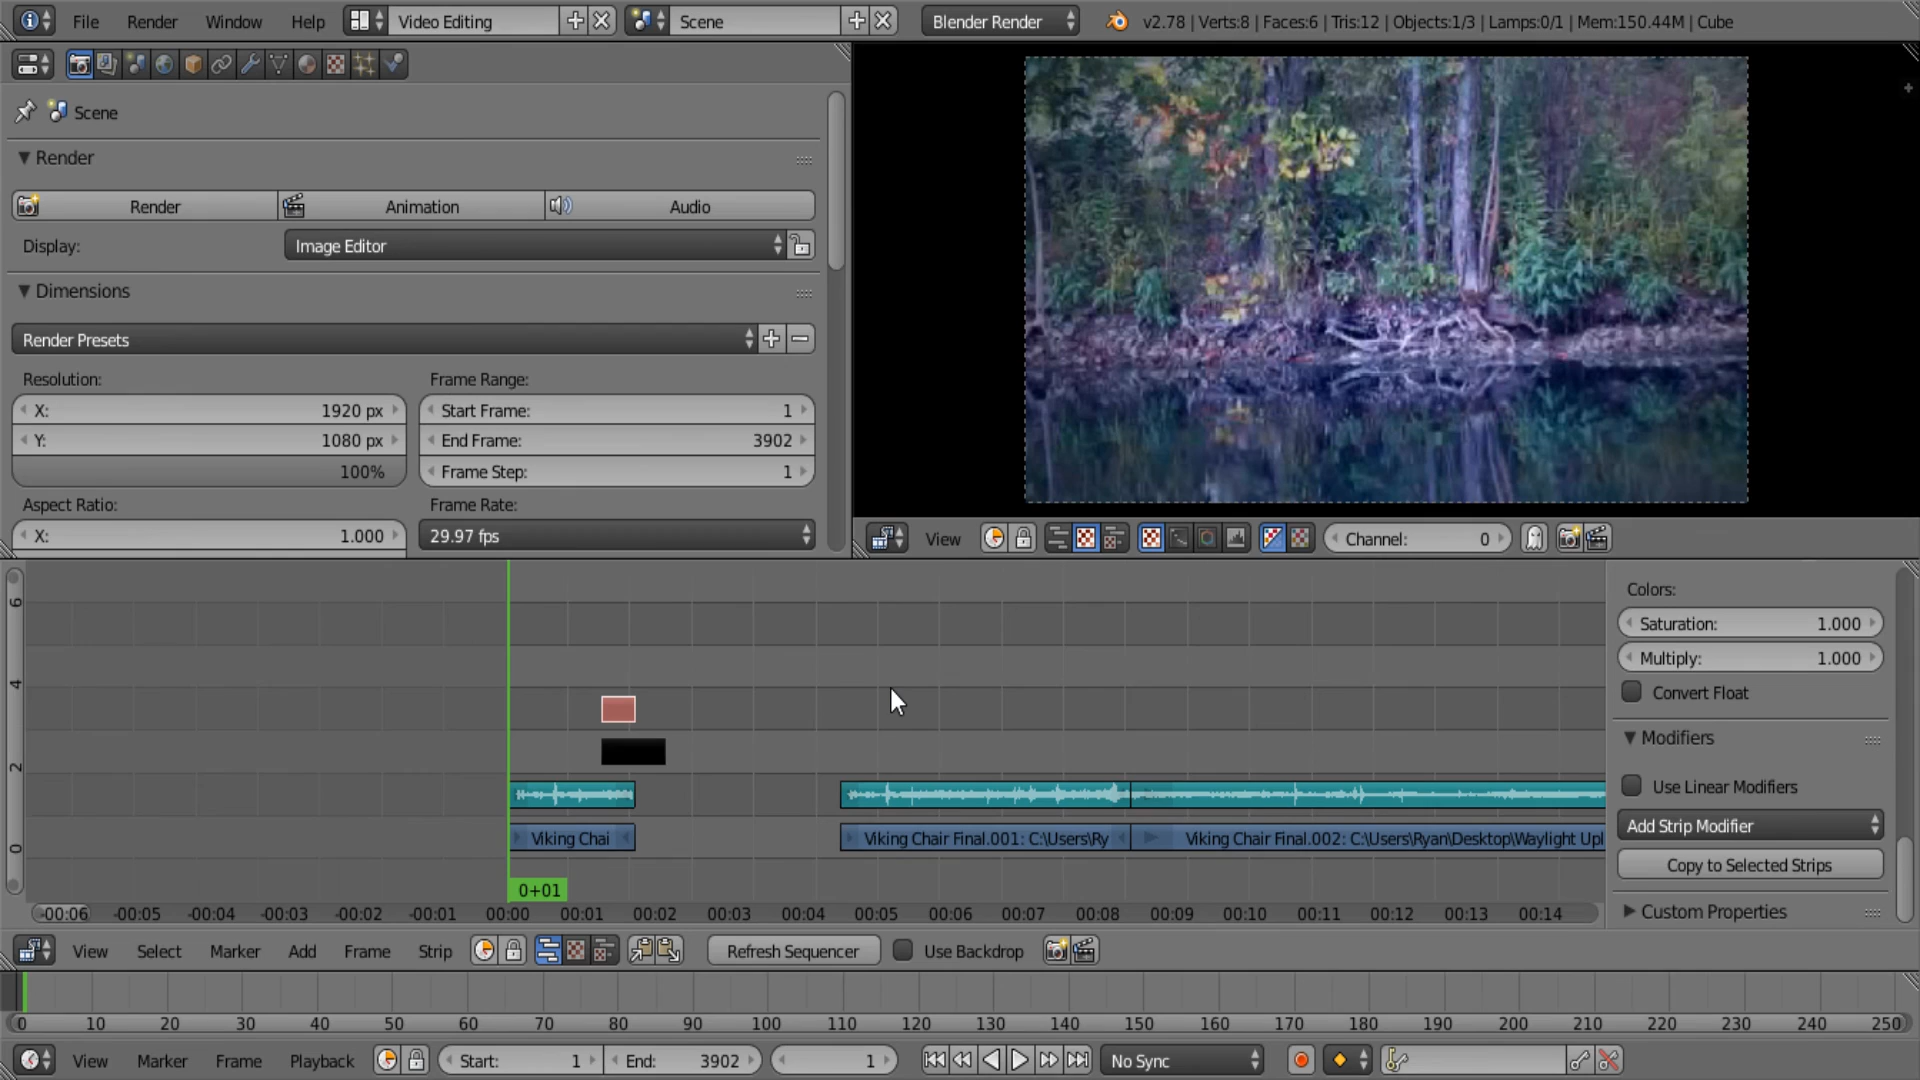 File Render Window Help Video Editing Scene Blender Render v2.78 | Verts:8 | Faces:6 | Tris:12 | Objects:1/3 | Lamps:0/1 | Mem:150.44M | Cube
Scene
Render
Render Animation Audio
Display: Image Editor
Dimensions
Render Presets
Resolution: Frame Range:
X: 1920 px Start Frame: 1
Y: 1080 px End Frame: 3902
100% Frame Step: 1
Aspect Ratio: Frame Rate:
X: 1.000 29.97 fps
View Channel: 0
Colors:
Saturation: 1.000
Multiply: 1.000
Convert Float
Modifiers
Use Linear Modifiers
Add Strip Modifier
Copy to Selected Strips
Custom Properties
6
4
2
0
Viking Chai Viking Chair Final.001: C:\Users\Ry Viking Chair Final.002: C:\Users\Ryan\Desktop\Waylight Upl
0+01
-00:06 -00:05 -00:04 -00:03 -00:02 -00:01 00:00 00:01 00:02 00:03 00:04 00:05 00:06 00:07 00:08 00:09 00:10 00:11 00:12 00:13 00:14
View Select Marker Add Frame Strip Refresh Sequencer Use Backdrop
0 10 20 30 40 50 60 70 80 90 100 110 120 130 140 150 160 170 180 190 200 210 220 230 240 250
View Marker Frame Playback Start: 1 End: 3902 1 No Sync